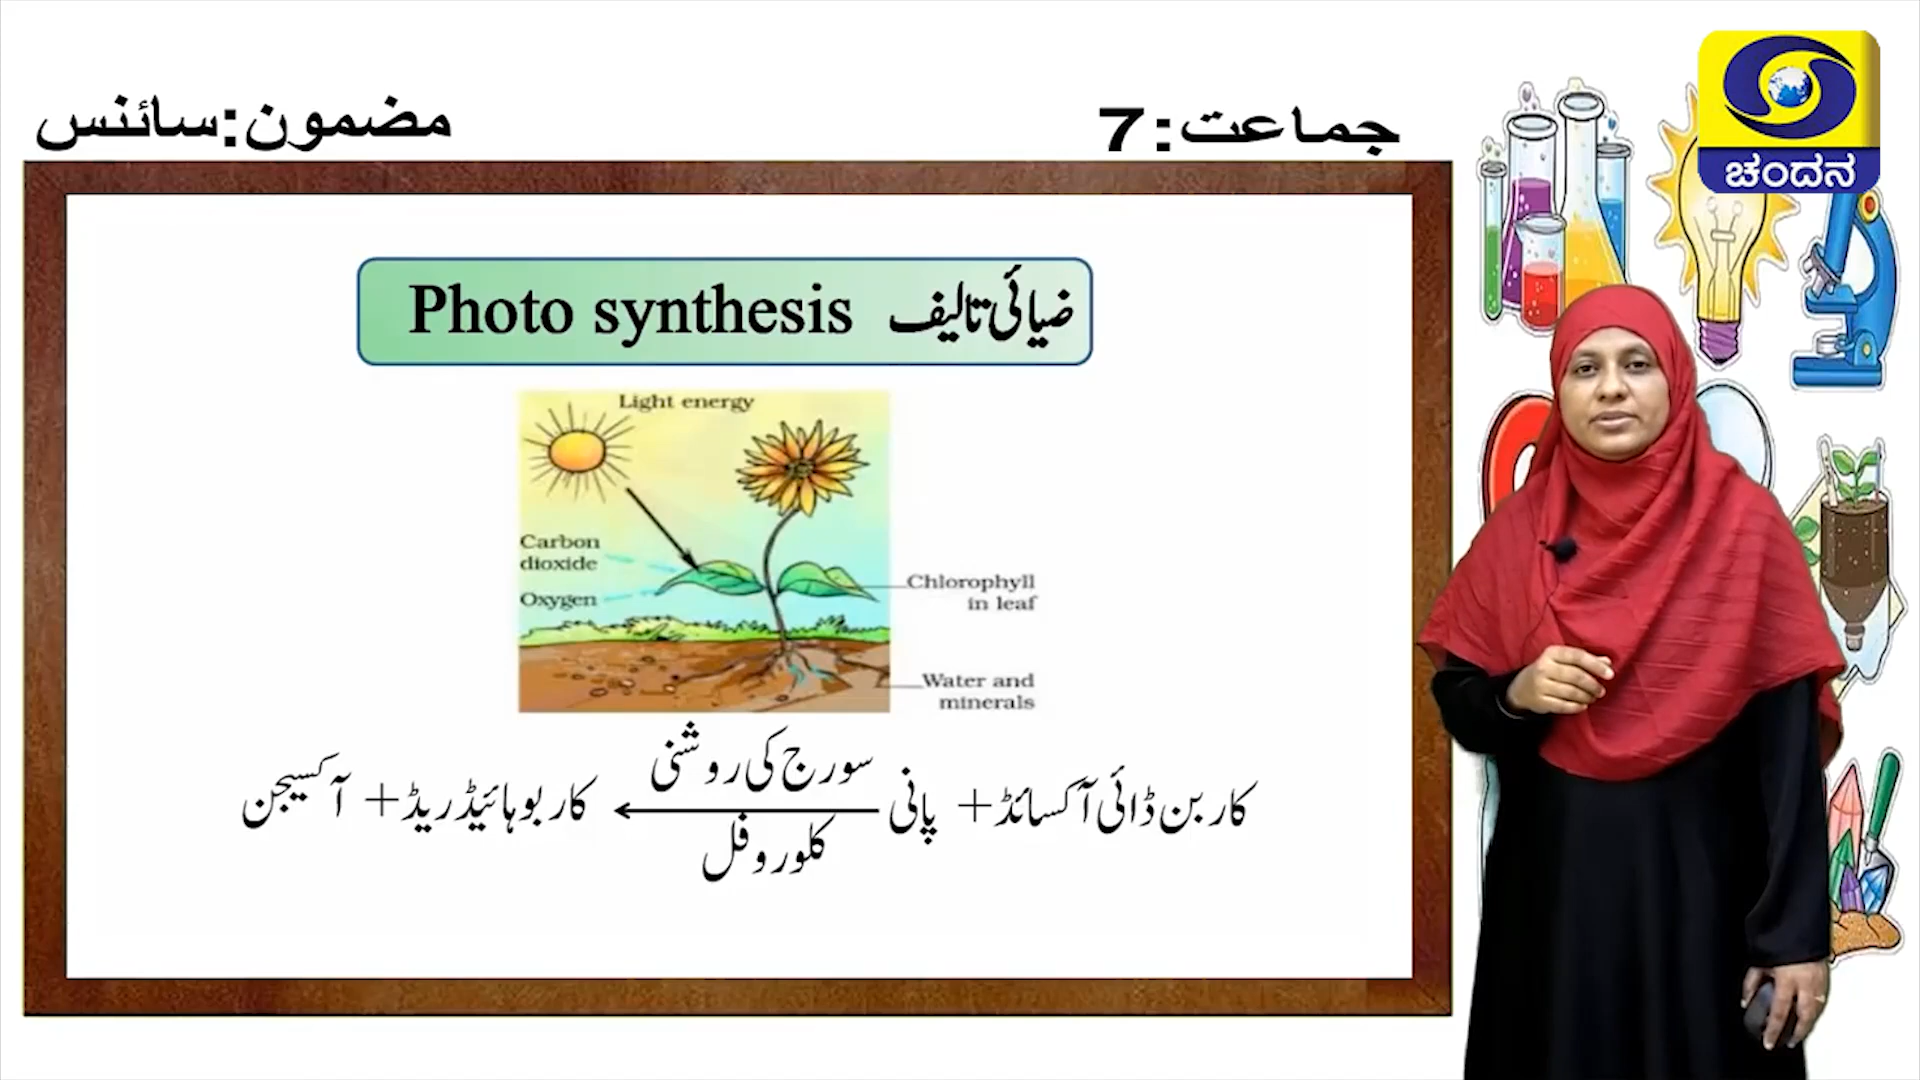 جماعت:7
مضمون:سائنس
ಚಂದನ
ضیائی تالیف Photo synthesis
Light energy
Carbon
dioxide
Oxygen
Chlorophyll
in leaf
Water and
minerals
سورج کی روشنی
کاربن ڈائی آکسائڈ+ پانی ← کاربوہائیڈریڈ+ آکسیجن
کلوروفل